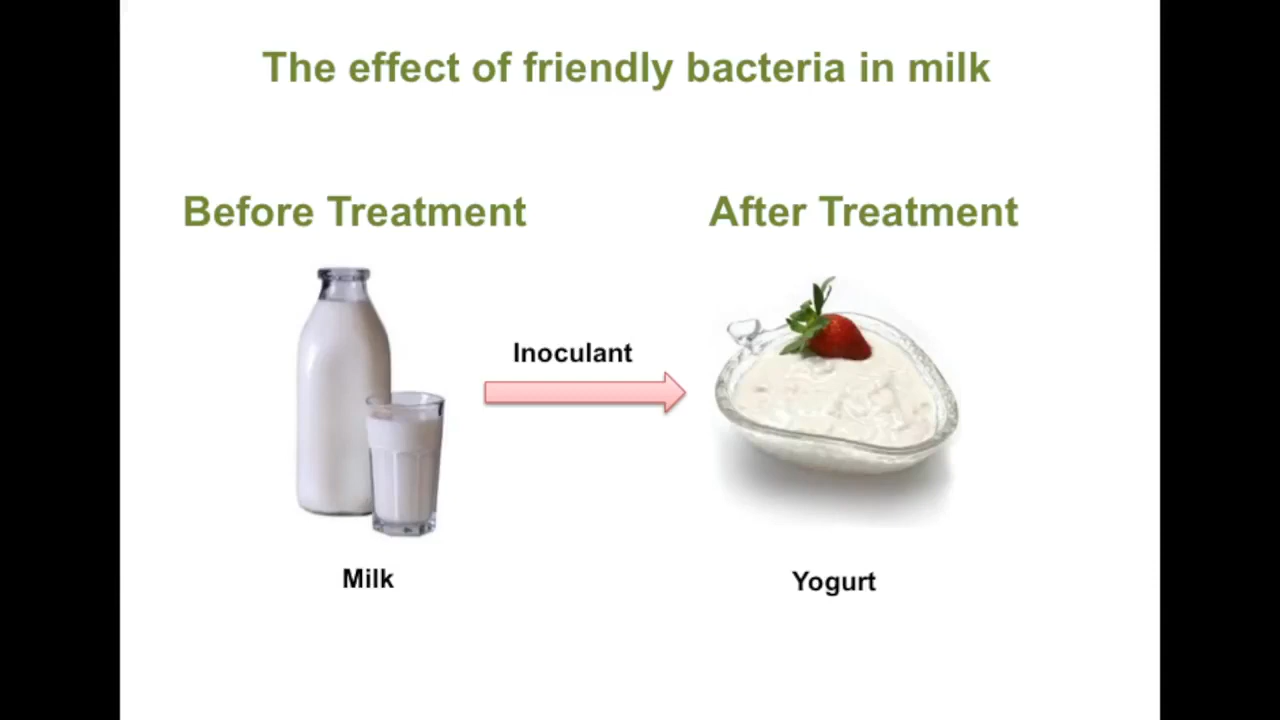 The effect of friendly bacteria in milk
Before Treatment
After Treatment
Inoculant
Milk
Yogurt